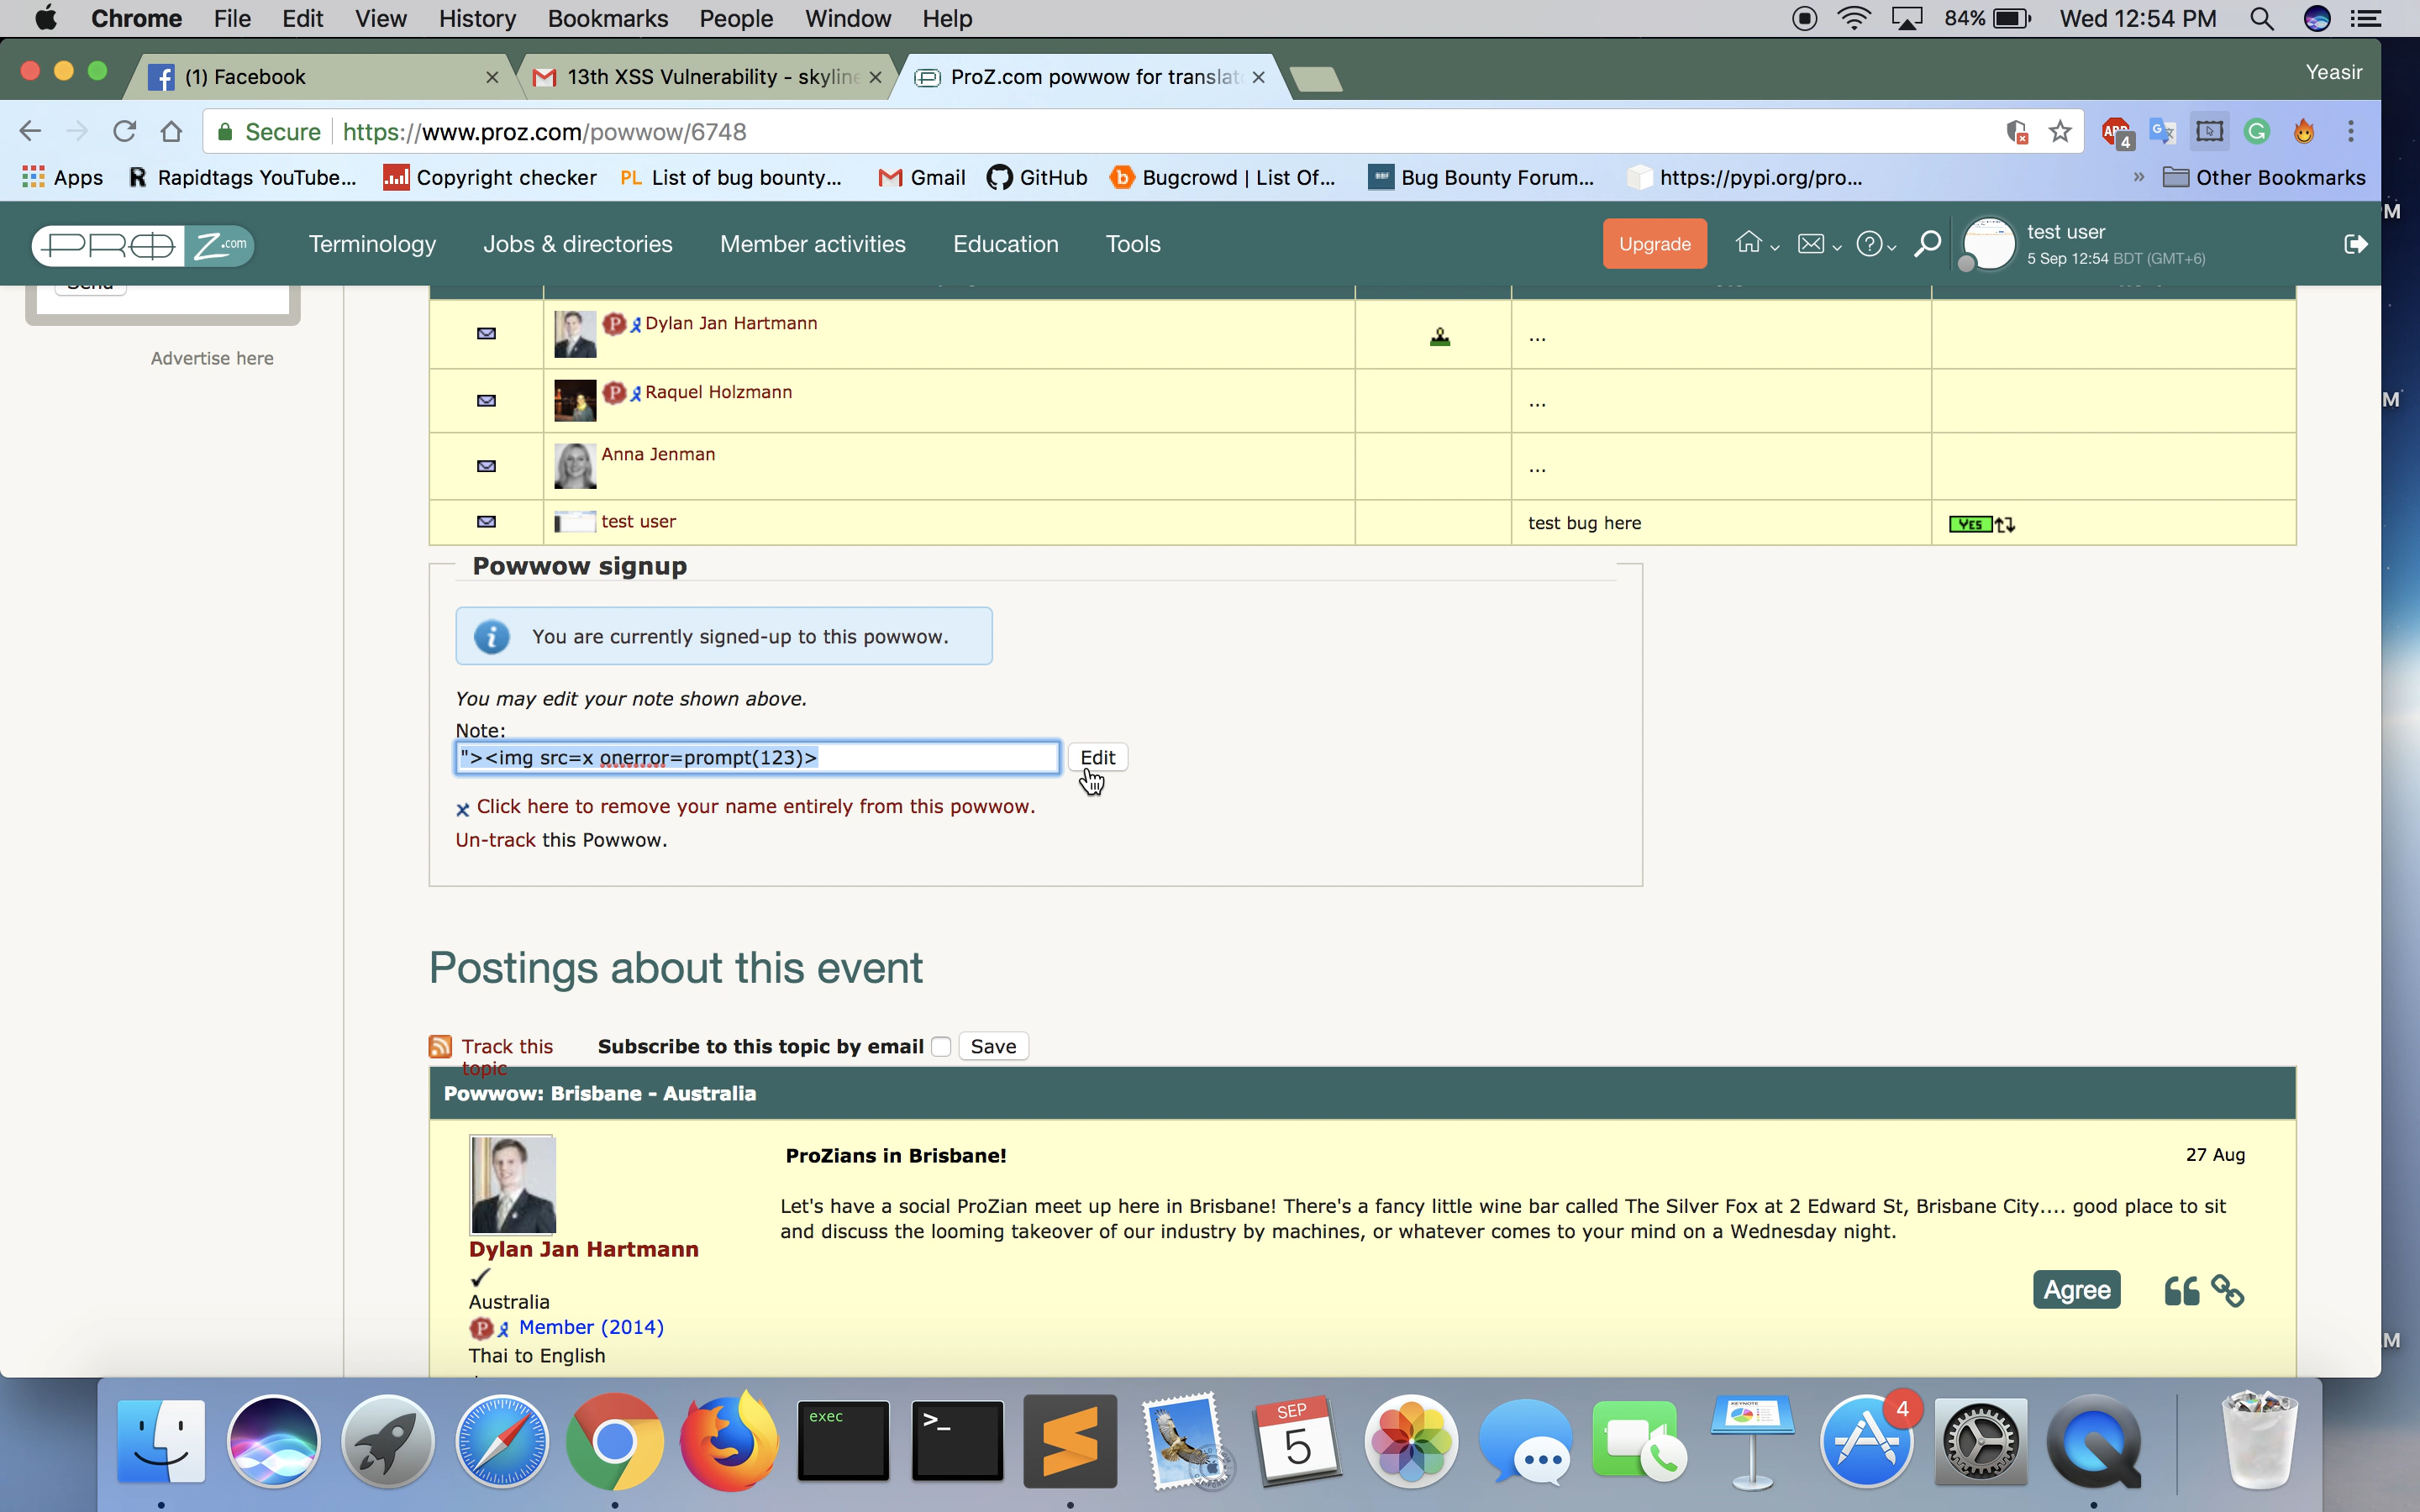 Chrome File Edit View History Bookmarks People Window Help 84% Wed 12:54 PM
(1) Facebook 13th XSS Vulnerability - skyline ProZ.com powwow for translat Yeasir
Secure https://www.proz.com/powwow/6748 ABP 4
Apps Rapidtags YouTube... Copyright checker PL List of bug bounty... Gmail GitHub Bugcrowd | List Of... Bug Bounty Forum... https://pypi.org/pro... » Other Bookmarks
PROZ.com Terminology Jobs & directories Member activities Education Tools Upgrade test user
5 Sep 12:54 BDT (GMT+6)
Send
Advertise here
Dylan Jan Hartmann ...
Raquel Holzmann ...
Anna Jenman ...
test user test bug here YES
Powwow signup
You are currently signed-up to this powwow.
You may edit your note shown above.
Note:
"><img src=x onerror=prompt(123)> Edit
Click here to remove your name entirely from this powwow.
Un-track this Powwow.
Postings about this event
Track this topic Subscribe to this topic by email Save
Powwow: Brisbane - Australia
ProZians in Brisbane! 27 Aug
Let's have a social ProZian meet up here in Brisbane! There's a fancy little wine bar called The Silver Fox at 2 Edward St, Brisbane City.... good place to sit
and discuss the looming takeover of our industry by machines, or whatever comes to your mind on a Wednesday night.
Dylan Jan Hartmann
Australia
Agree
Member (2014)
Thai to English
exec >_ SEP 5 KEYNOTE 4